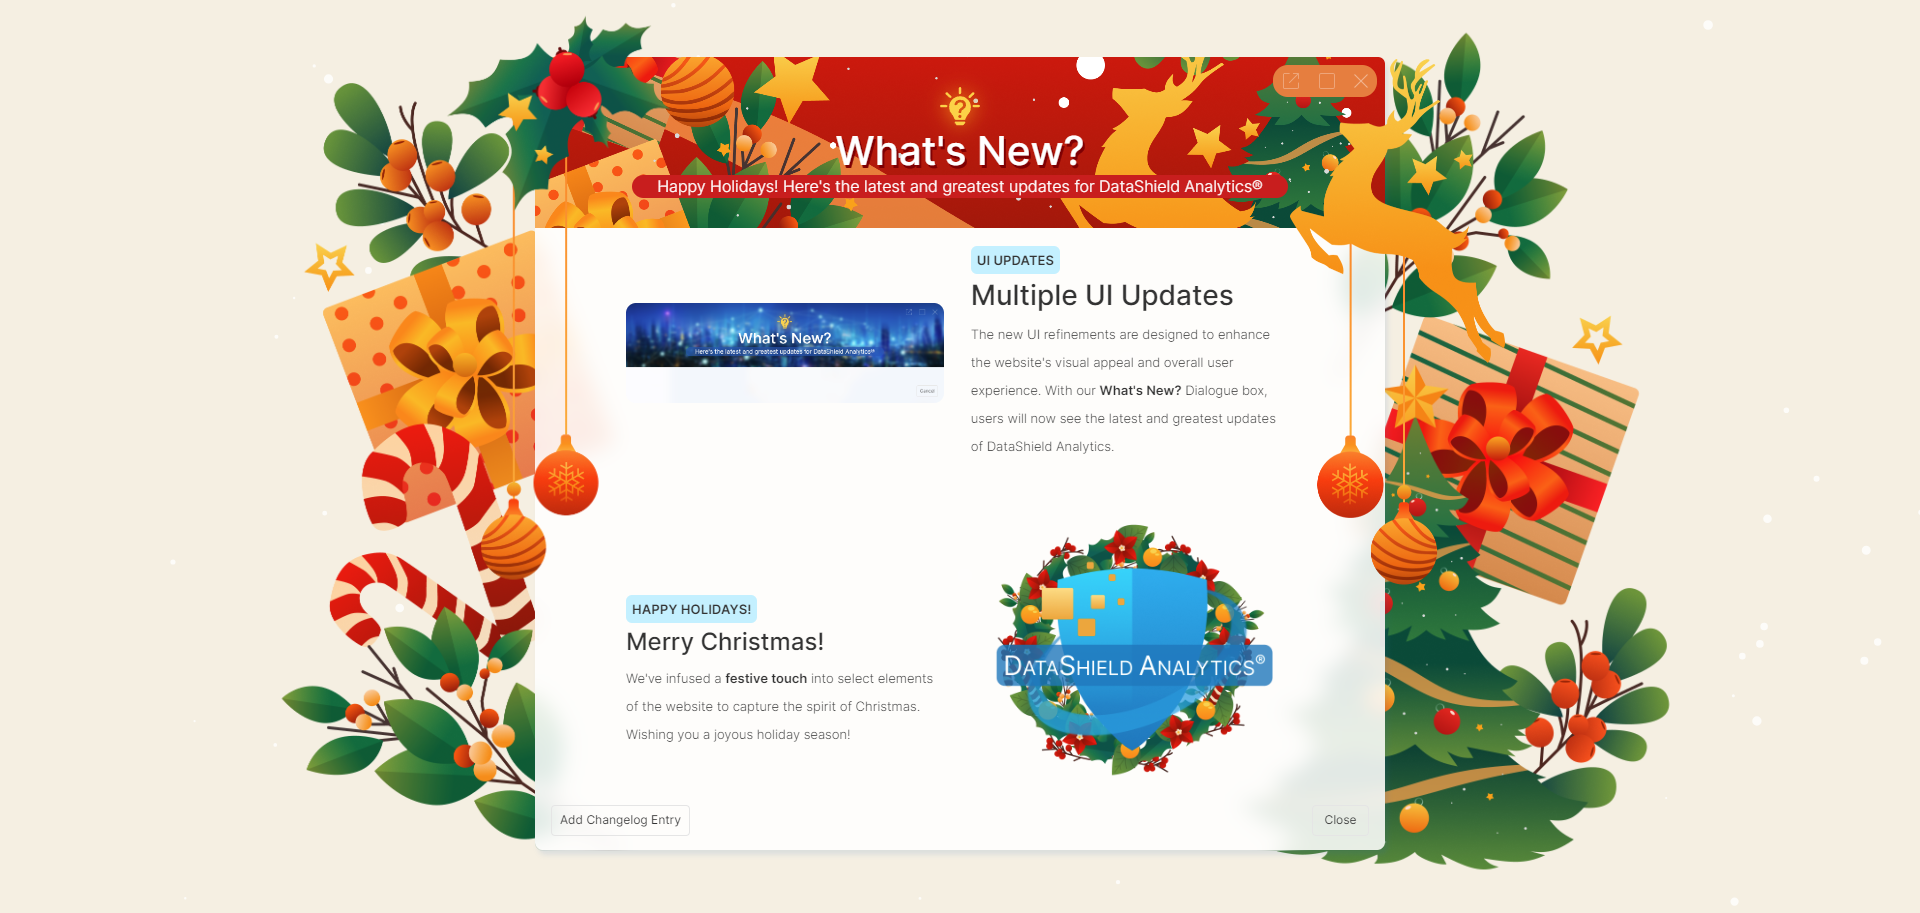 What's New?
Happy Holidays! Here's the latest and greatest updates for DataShield Analytics®
What's New?
Here's the latest and greatest updates for DataShield Analytics®
Cancel
UI UPDATES
Multiple UI Updates
The new UI refinements are designed to enhance
the website's visual appeal and overall user
experience. With our What's New? Dialogue box,
users will now see the latest and greatest updates
of DataShield Analytics.
HAPPY HOLIDAYS!
Merry Christmas!
We've infused a festive touch into select elements
of the website to capture the spirit of Christmas.
Wishing you a joyous holiday season!
DATASHIELD ANALYTICS®
Add Changelog Entry
Close